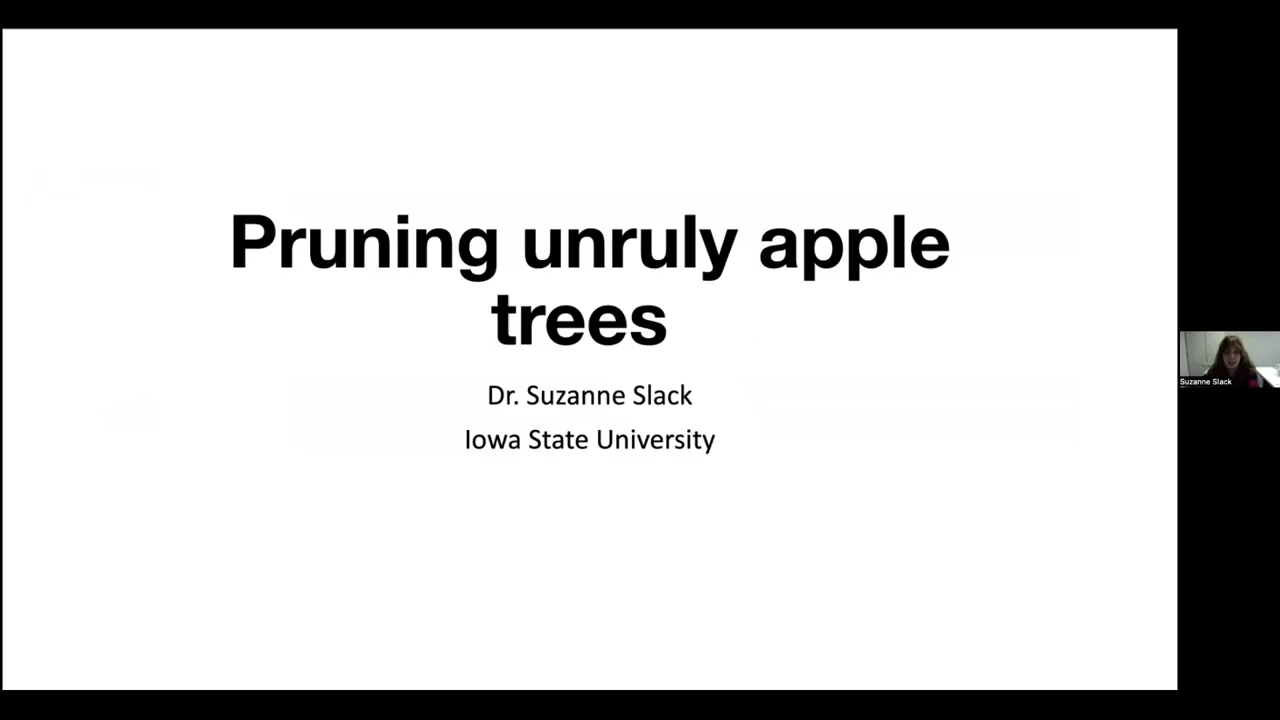 Pruning unruly apple
trees
Dr. Suzanne Slack
Iowa State University
Suzanne Slack